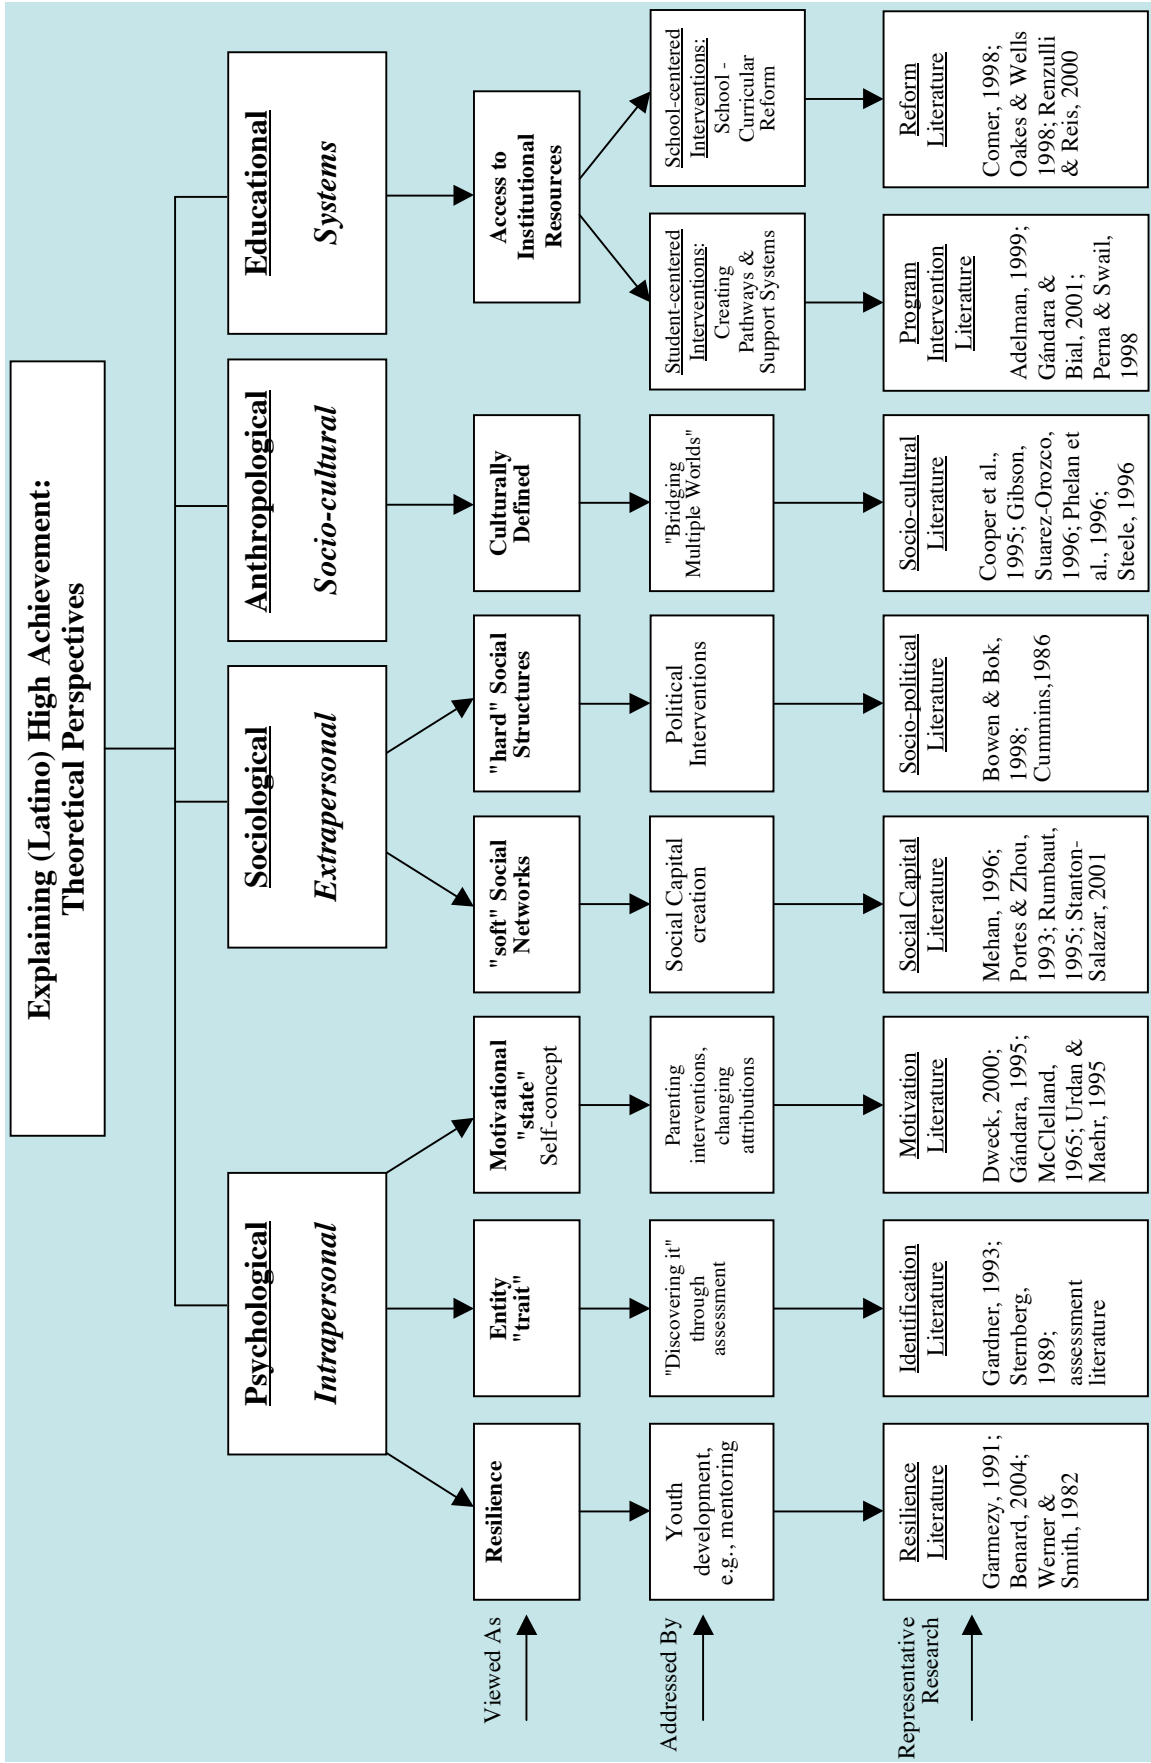 Explaining (Latino) High Achievement:
Theoretical Perspectives
Psychological
Intrapersonal
Sociological
Extrapersonal
Anthropological
Socio-cultural
Educational
Systems
Viewed As
Resilience
Entity
"trait"
Motivational
"state"
Self-concept
"soft" Social
Networks
"hard" Social
Structures
Culturally
Defined
Access to
Institutional
Resources
Addressed By
Youth
development,
e.g., mentoring
"Discovering it"
through
assessment
Parenting
interventions,
changing
attributions
Social Capital
creation
Political
Interventions
"Bridging
Multiple Worlds"
Student-centered
Interventions:
Creating
Pathways &
Support Systems
School-centered
Interventions:
School -
Curricular
Reform
Representative
Research
Resilience
Literature
Garmezy, 1991;
Benard, 2004;
Werner &
Smith, 1982
Identification
Literature
Gardner, 1993;
Sternberg,
1989;
assessment
literature
Motivation
Literature
Dweck, 2000;
Gándara, 1995;
McClelland,
1965; Urdan &
Maehr, 1995
Social Capital
Literature
Mehan, 1996;
Portes & Zhou,
1993; Rumbaut,
1995; Stanton-
Salazar, 2001
Socio-political
Literature
Bowen & Bok,
1998;
Cummins,1986
Socio-cultural
Literature
Cooper et al.,
1995; Gibson,
Suarez-Orozco,
1996; Phelan et
al., 1996;
Steele, 1996
Program
Intervention
Literature
Adelman, 1999;
Gándara &
Bial, 2001;
Perna & Swail,
1998
Reform
Literature
Comer, 1998;
Oakes & Wells
1998; Renzulli
& Reis, 2000